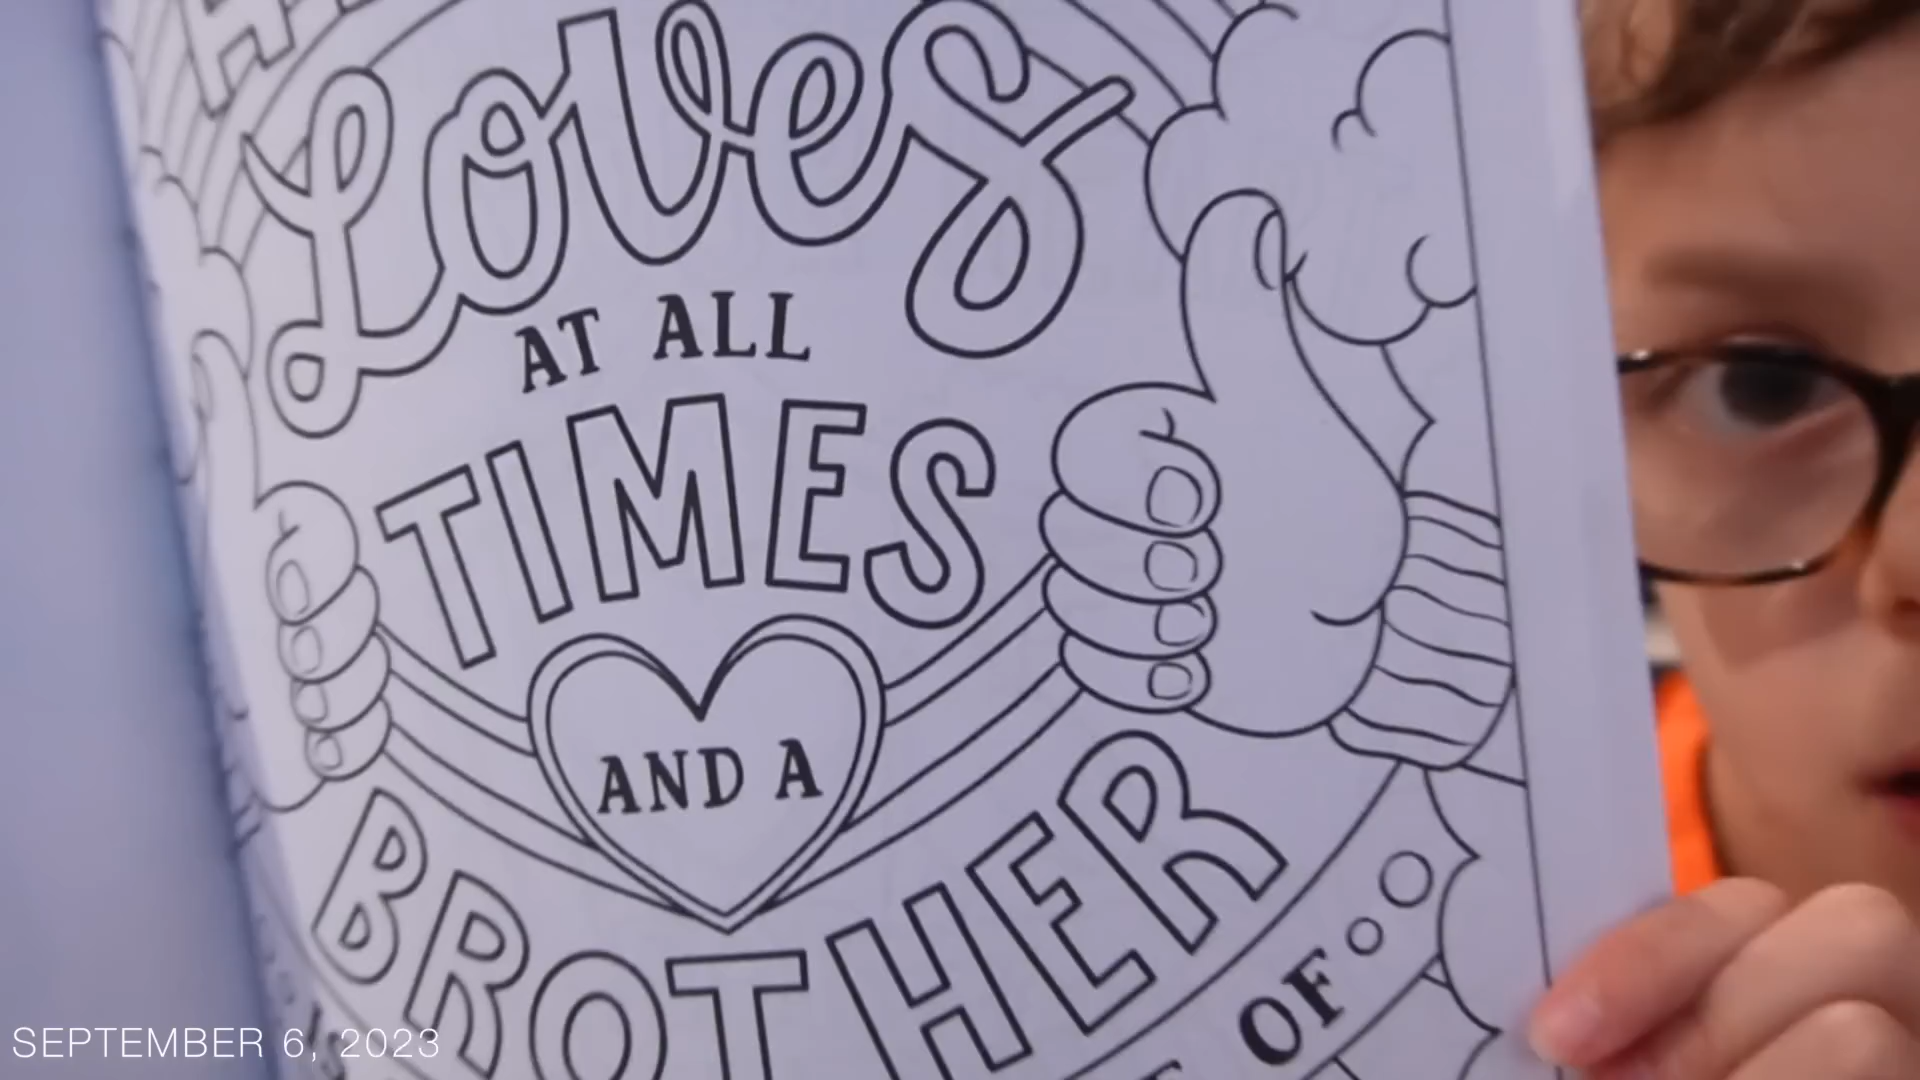 Loves
AT ALL
TIMES
AND A
BROTHER
OF
SEPTEMBER 6, 2023